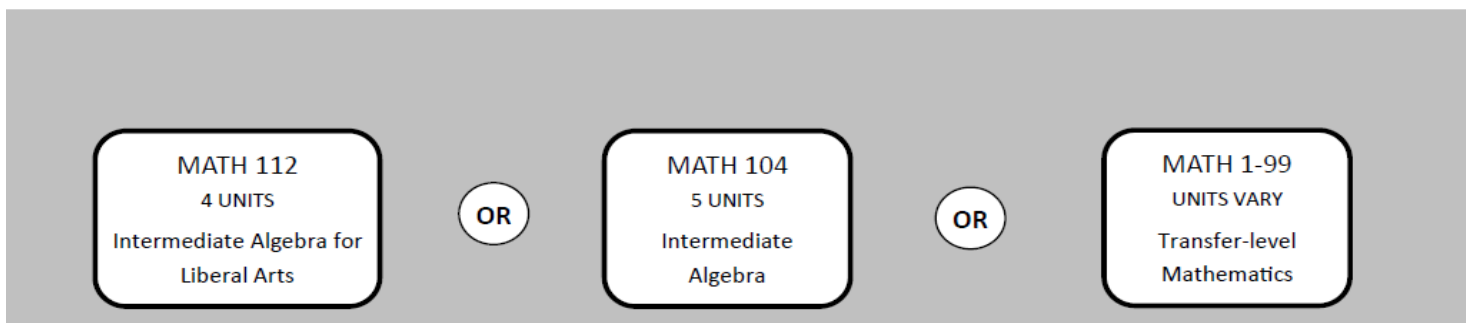 MATH 112
4 UNITS
Intermediate Algebra for
Liberal Arts
OR
MATH 104
5 UNITS
Intermediate
Algebra
OR
MATH 1-99
UNITS VARY
Transfer-level
Mathematics